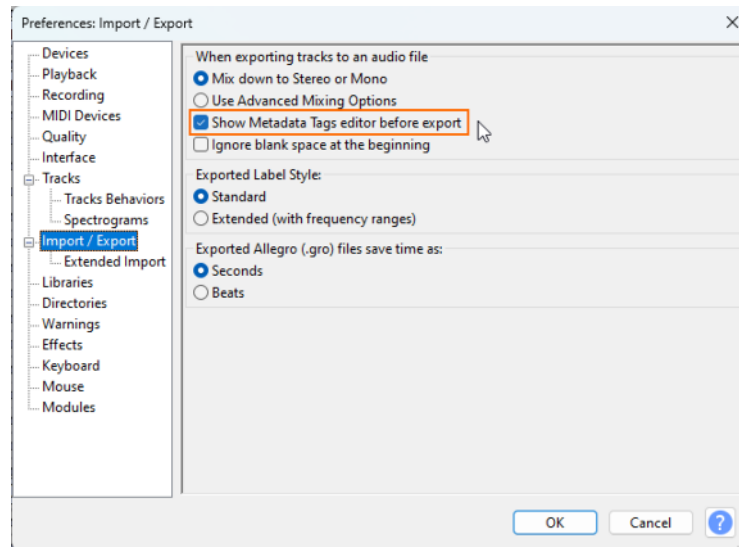 Preferences: Import / Export
Devices
Playback
Recording
MIDI Devices
Quality
Interface
Tracks
Tracks Behaviors
Spectrograms
Import / Export
Extended Import
Libraries
Directories
Warnings
Effects
Keyboard
Mouse
Modules
When exporting tracks to an audio file
Mix down to Stereo or Mono
Use Advanced Mixing Options
Show Metadata Tags editor before export
Ignore blank space at the beginning
Exported Label Style:
Standard
Extended (with frequency ranges)
Exported Allegro (.gro) files save time as:
Seconds
Beats
OK
Cancel
?